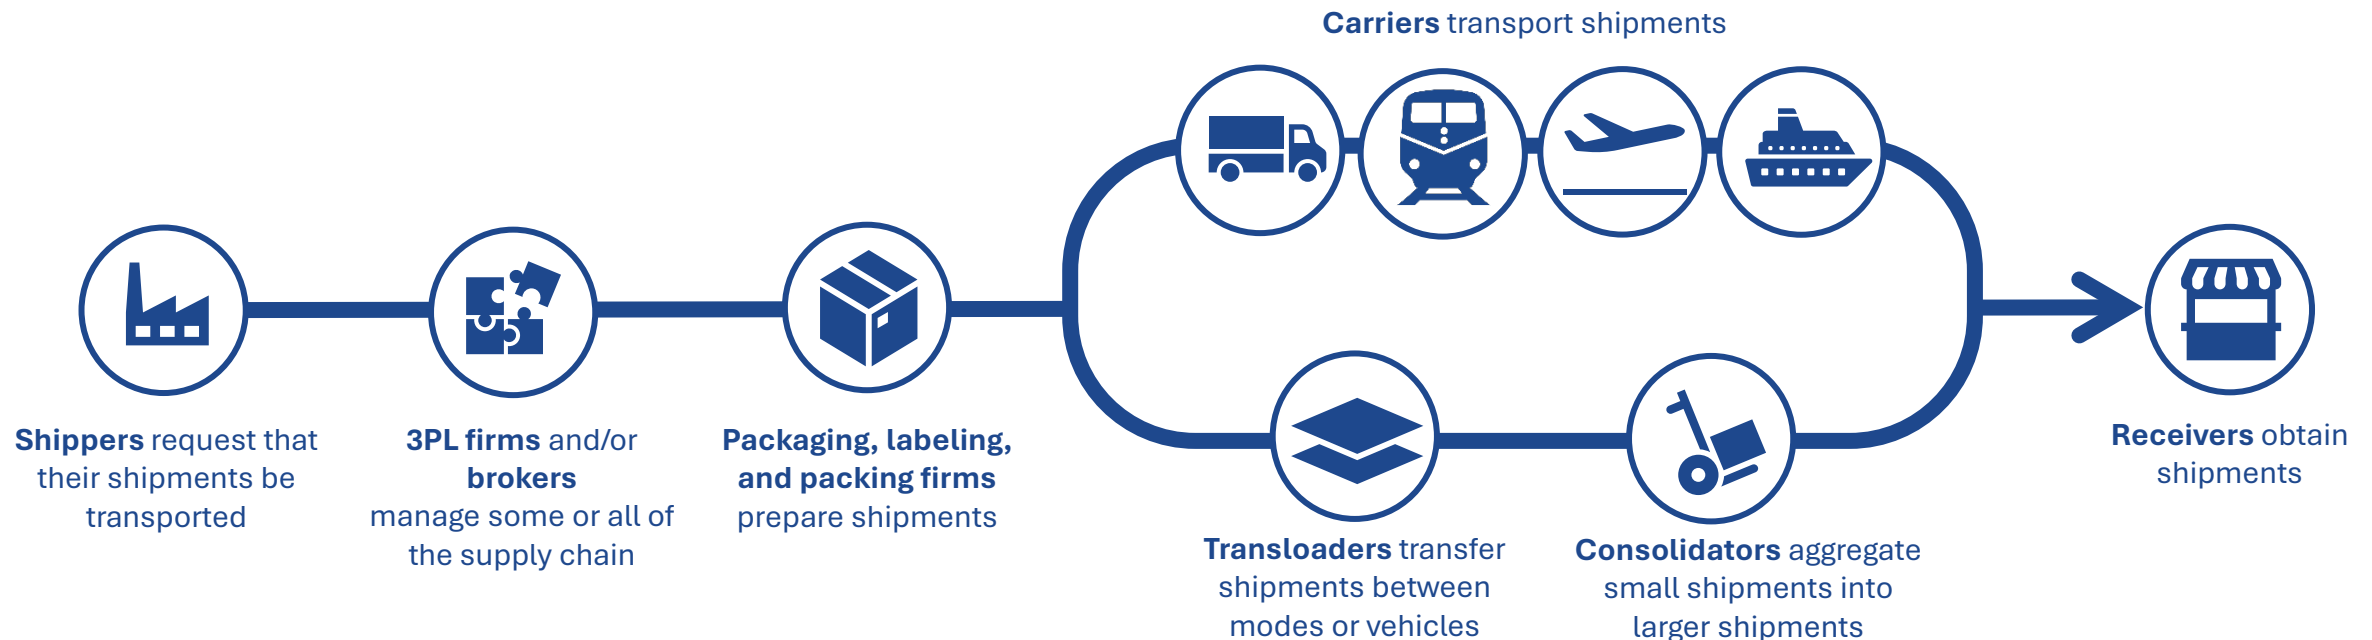 Carriers transport shipments
Shippers request that
their shipments be
transported
3PL firms and/or
brokers
manage some or all of
the supply chain
Packaging, labeling,
and packing firms
prepare shipments
Transloaders transfer
shipments between
modes or vehicles
Consolidators aggregate
small shipments into
larger shipments
Receivers obtain
shipments